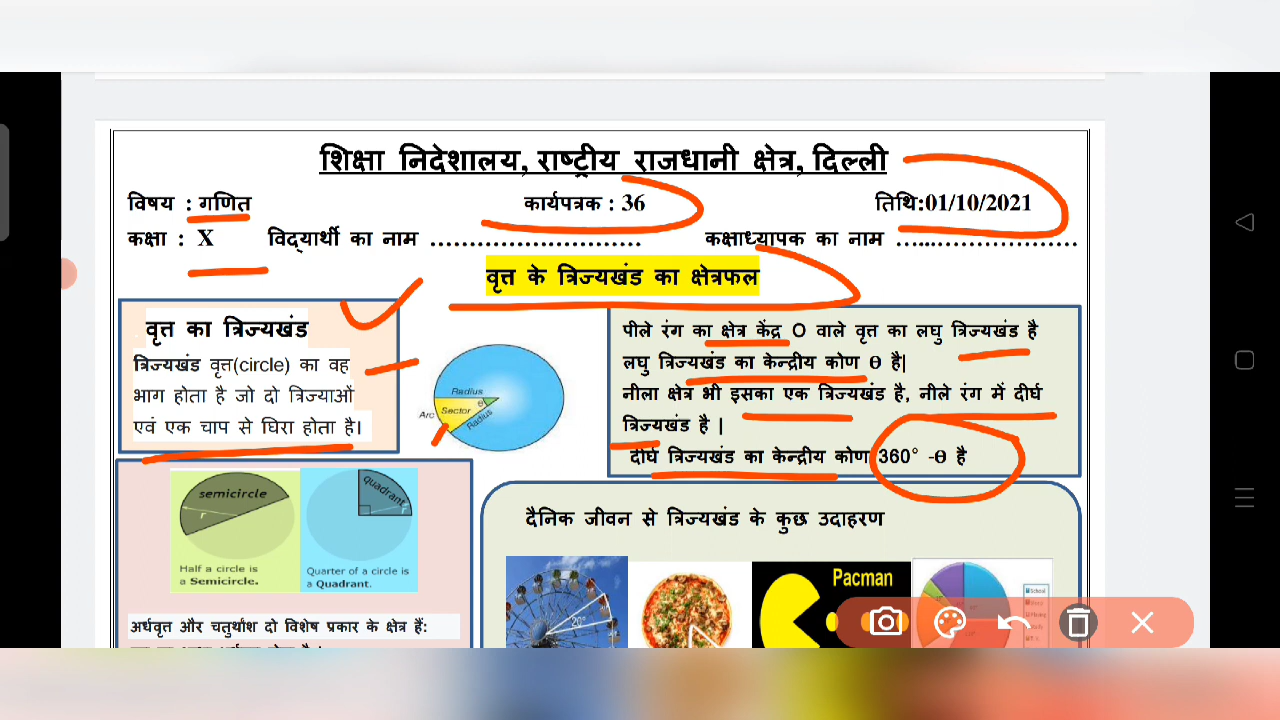 शिक्षा निदेशालय, राष्ट्रीय राजधानी क्षेत्र, दिल्ली
विषय : गणित कार्यपत्रक : 36 तिथि:01/10/2021
कक्षा : X विद्यार्थी का नाम ........................... कक्षाध्यापक का नाम ...........................
वृत्त के त्रिज्यखंड का क्षेत्रफल
वृत्त का त्रिज्यखंड
त्रिज्यखंड वृत्त(circle) का वह
भाग होता है जो दो त्रिज्याओं
एवं एक चाप से घिरा होता है।
Radius
Arc Sector θ
Radius
पीले रंग का क्षेत्र केंद्र O वाले वृत्त का लघु त्रिज्यखंड है
लघु त्रिज्यखंड का केन्द्रीय कोण θ है|
नीला क्षेत्र भी इसका एक त्रिज्यखंड है, नीले रंग में दीर्घ
त्रिज्यखंड है |
दीर्घ त्रिज्यखंड का केन्द्रीय कोण 360° -θ है
semicircle
r
Half a circle is
a Semicircle.
quadrant
r
Quarter of a circle is
a Quadrant.
दैनिक जीवन से त्रिज्यखंड के कुछ उदाहरण
20°
Pacman
School
अर्धवृत्त और चतुर्थांश दो विशेष प्रकार के क्षेत्र हैं: